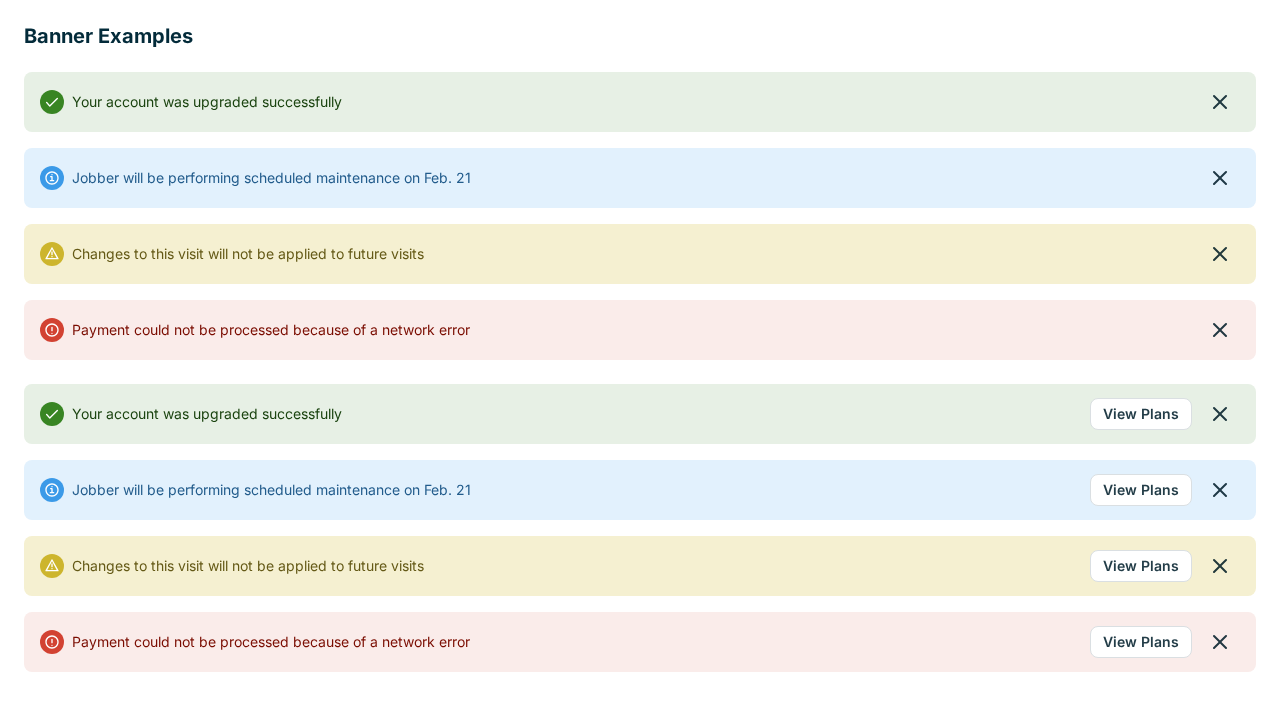 Banner Examples
Your account was upgraded successfully
Jobber will be performing scheduled maintenance on Feb. 21
Changes to this visit will not be applied to future visits
Payment could not be processed because of a network error
Your account was upgraded successfully View Plans
Jobber will be performing scheduled maintenance on Feb. 21 View Plans
Changes to this visit will not be applied to future visits View Plans
Payment could not be processed because of a network error View Plans